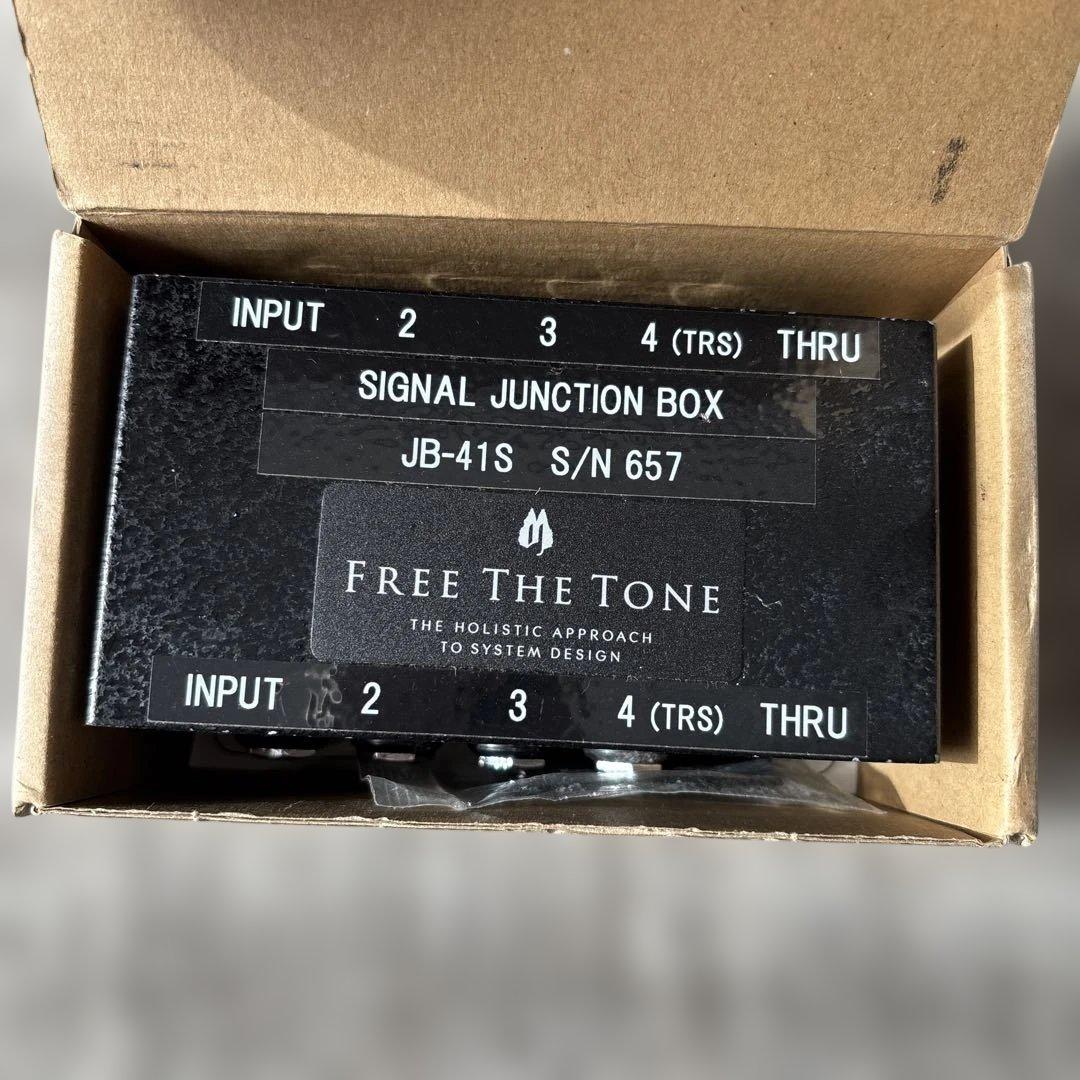 INPUT 2 3 4 (TRS) THRU
SIGNAL JUNCTION BOX
JB-41S S/N 657
FREE THE TONE
THE HOLISTIC APPROACH
TO SYSTEM DESIGN
INPUT 2 3 4 (TRS) THRU